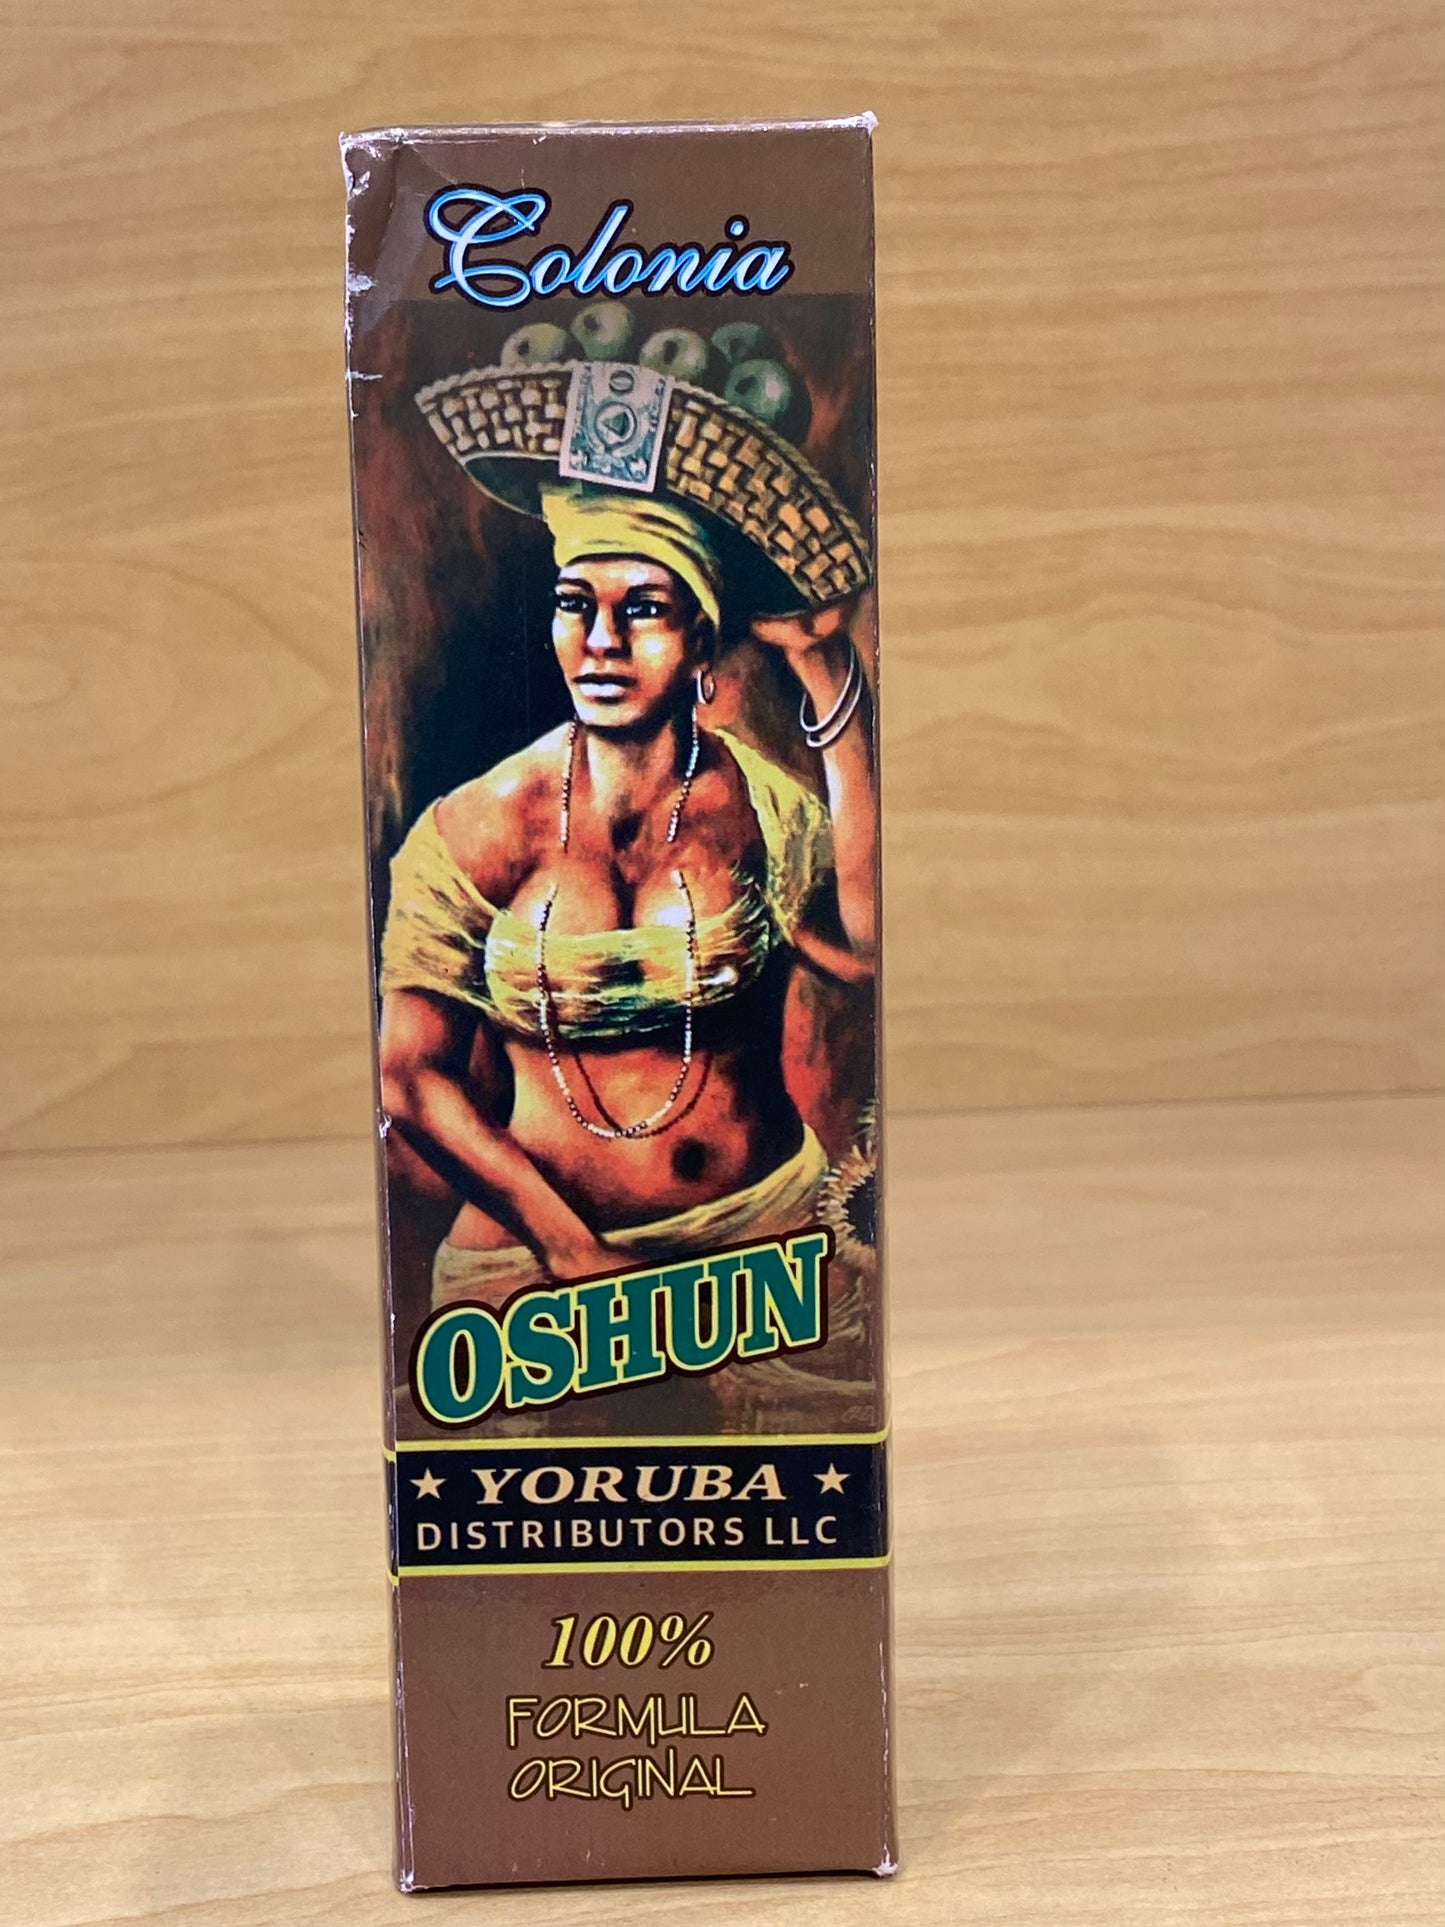 Colonia
OSHUN
★ YORUBA ★
DISTRIBUTORS LLC
100%
FORMULA
ORIGINAL